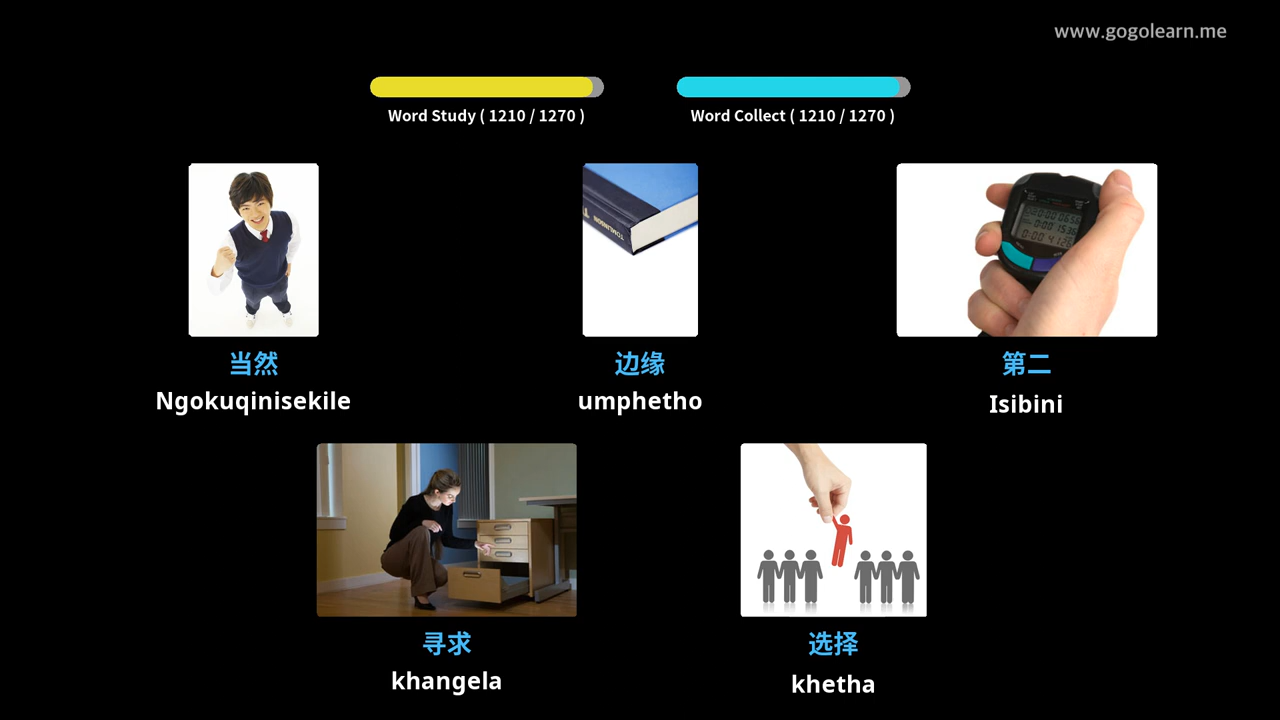 www.gogolearn.me
Word Study ( 1210 / 1270 )
Word Collect ( 1210 / 1270 )
TOMLINSON
当然
Ngokuqinisekile
边缘
umphetho
第二
Isibini
寻求
khangela
选择
khetha